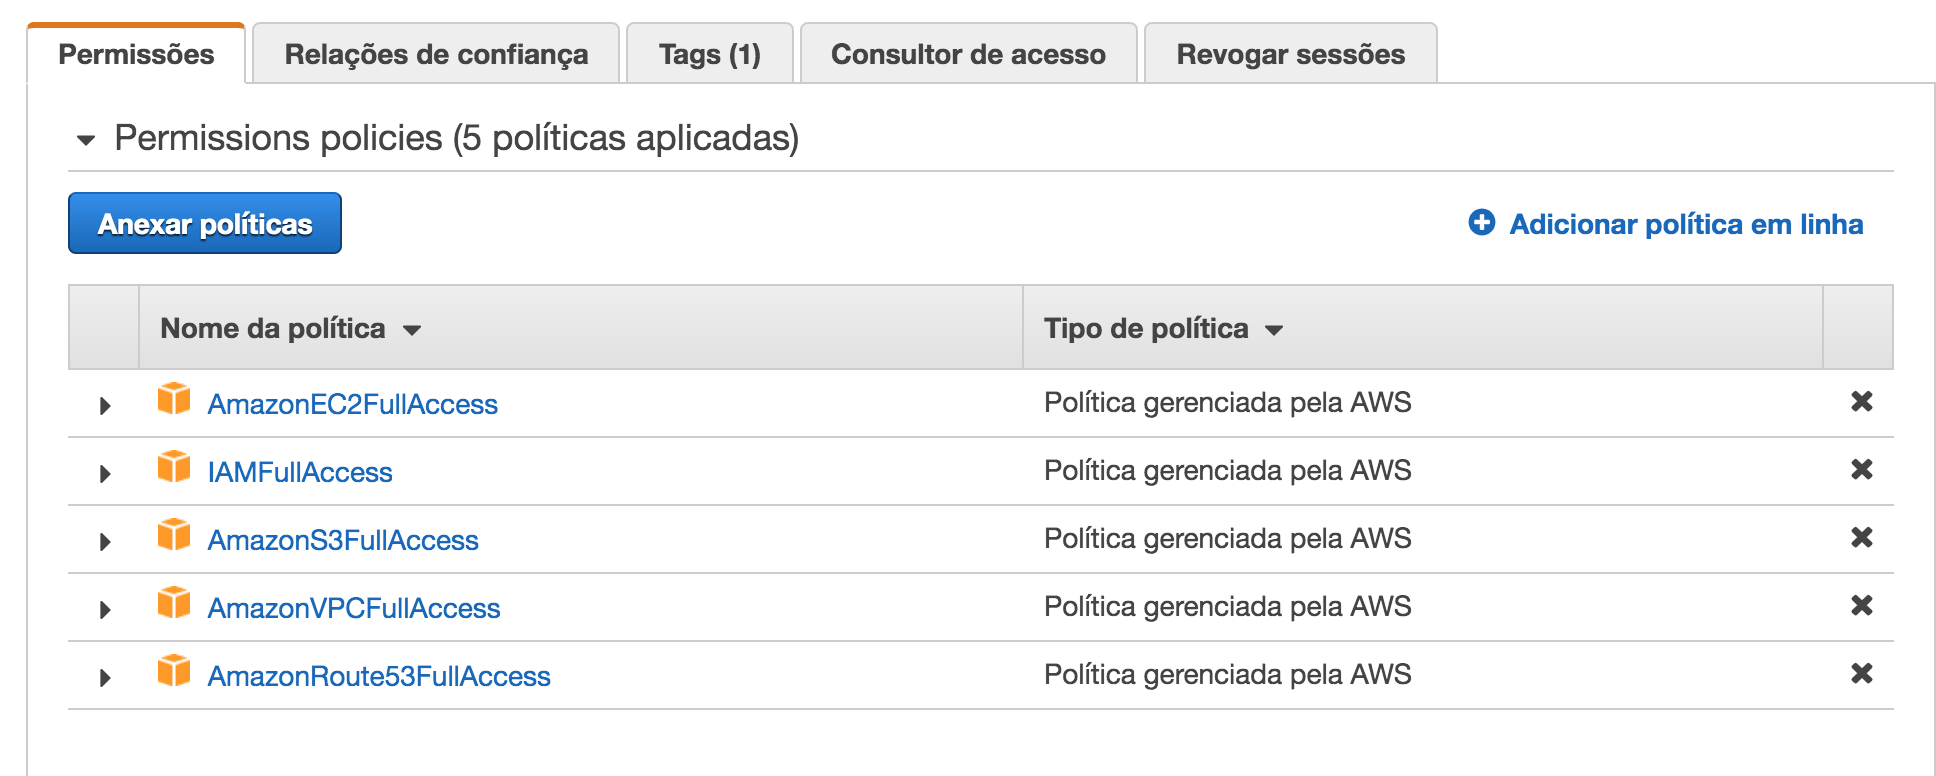 Permissões Relações de confiança Tags (1) Consultor de acesso Revogar sessões
Permissions policies (5 políticas aplicadas)
Anexar políticas Adicionar política em linha
Nome da política Tipo de política
AmazonEC2FullAccess Política gerenciada pela AWS
IAMFullAccess Política gerenciada pela AWS
AmazonS3FullAccess Política gerenciada pela AWS
AmazonVPCFullAccess Política gerenciada pela AWS
AmazonRoute53FullAccess Política gerenciada pela AWS